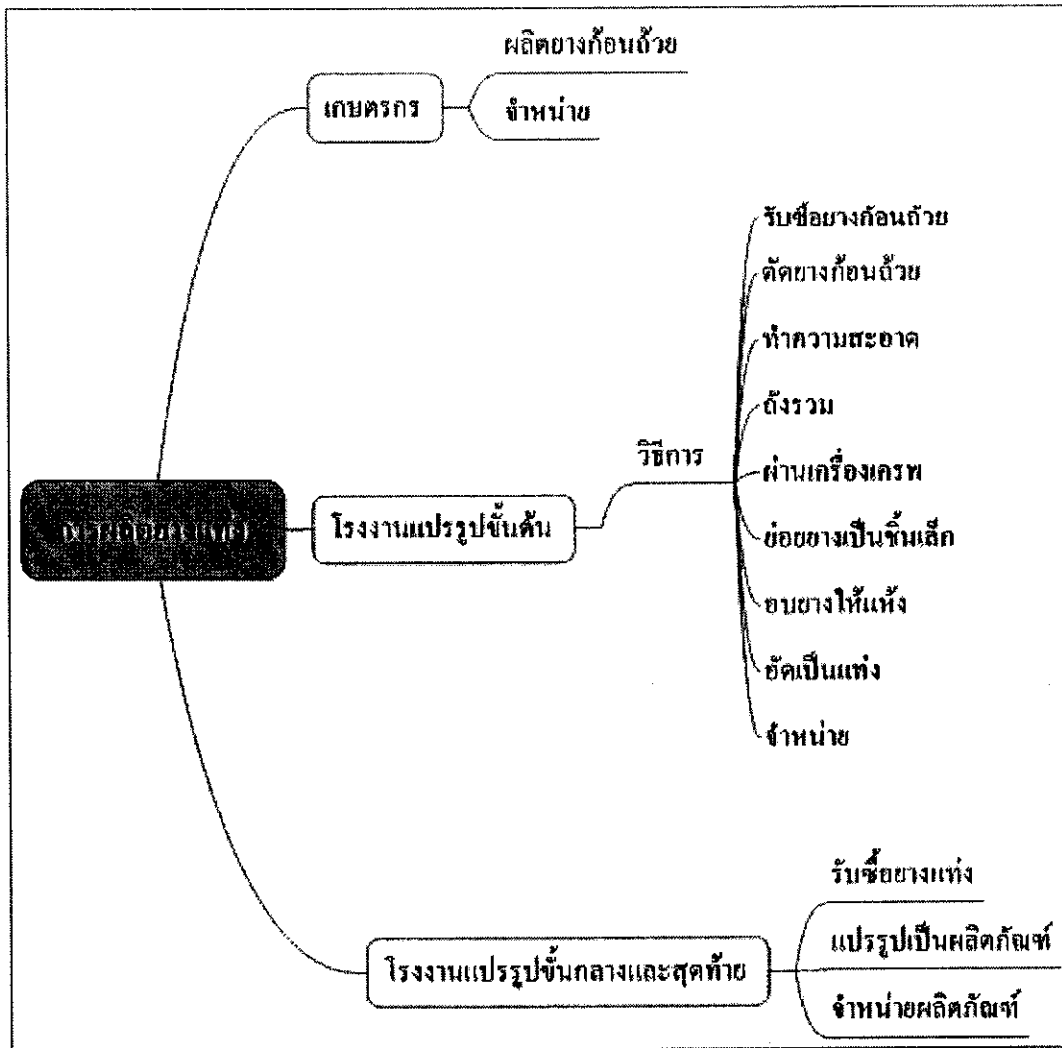 ผลิตยางก้อนถ้วย
เกษตรกร
จำหน่าย
รับซื้อยางก้อนถ้วย
ตัดยางก้อนถ้วย
ทำความสะอาด
ถังรวม
วิธีการ
ผ่านเครื่องเครพ
โรงงานแปรรูปขั้นต้น
ย่อยยางเป็นชิ้นเล็ก
อบยางให้แห้ง
อัดเป็นแท่ง
จำหน่าย
รับซื้อยางแท่ง
แปรรูปเป็นผลิตภัณฑ์
โรงงานแปรรูปขั้นกลางและสุดท้าย
จำหน่ายผลิตภัณฑ์